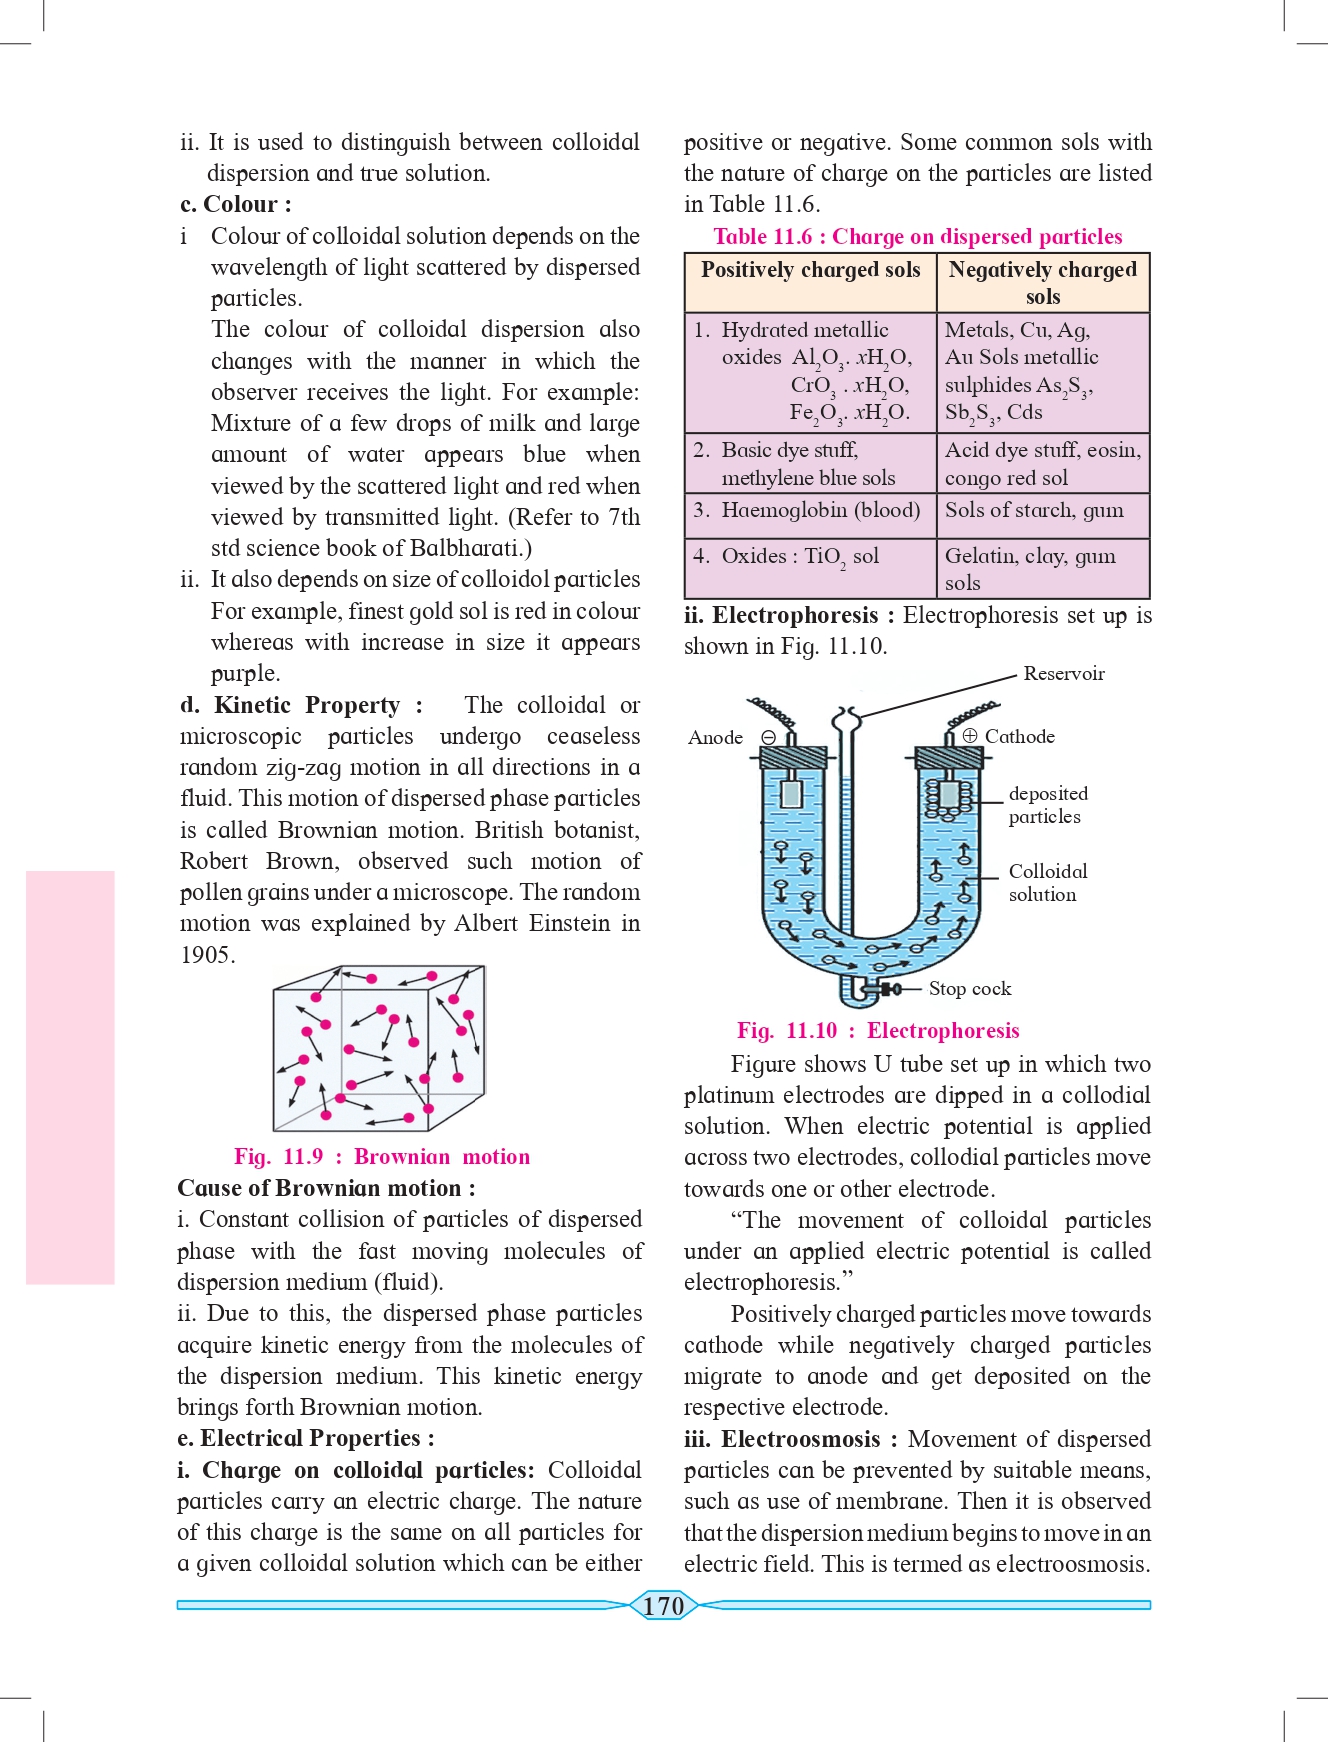 ii. It is used to distinguish between colloidal
dispersion and true solution.
c. Colour :
i Colour of colloidal solution depends on the
wavelength of light scattered by dispersed
particles.
The colour of colloidal dispersion also
changes with the manner in which the
observer receives the light. For example:
Mixture of a few drops of milk and large
amount of water appears blue when
viewed by the scattered light and red when
viewed by transmitted light. (Refer to 7th
std science book of Balbharati.)
ii. It also depends on size of colloidol particles
For example, finest gold sol is red in colour
whereas with increase in size it appears
purple.
d. Kinetic Property : The colloidal or
microscopic particles undergo ceaseless
random zig-zag motion in all directions in a
fluid. This motion of dispersed phase particles
is called Brownian motion. British botanist,
Robert Brown, observed such motion of
pollen grains under a microscope. The random
motion was explained by Albert Einstein in
1905.
Fig. 11.9 : Brownian motion
Cause of Brownian motion :
i. Constant collision of particles of dispersed
phase with the fast moving molecules of
dispersion medium (fluid).
ii. Due to this, the dispersed phase particles
acquire kinetic energy from the molecules of
the dispersion medium. This kinetic energy
brings forth Brownian motion.
e. Electrical Properties :
i. Charge on colloidal particles: Colloidal
particles carry an electric charge. The nature
of this charge is the same on all particles for
a given colloidal solution which can be either
positive or negative. Some common sols with
the nature of charge on the particles are listed
in Table 11.6.
Table 11.6 : Charge on dispersed particles
Positively charged sols
Negatively charged
sols
1. Hydrated metallic
oxides Al₂O₃. xH₂O,
CrO₃ . xH₂O,
Fe₂O₃. xH₂O.
Metals, Cu, Ag,
Au Sols metallic
sulphides As₂S₃,
Sb₂S₃, Cds
2. Basic dye stuff,
methylene blue sols
Acid dye stuff, eosin,
congo red sol
3. Haemoglobin (blood)
Sols of starch, gum
4. Oxides : TiO₂ sol
Gelatin, clay, gum
sols
ii. Electrophoresis : Electrophoresis set up is
shown in Fig. 11.10.
Reservoir
Anode ⊖
⊕ Cathode
deposited
particles
Colloidal
solution
Stop cock
Fig. 11.10 : Electrophoresis
Figure shows U tube set up in which two
platinum electrodes are dipped in a collodial
solution. When electric potential is applied
across two electrodes, collodial particles move
towards one or other electrode.
“The movement of colloidal particles
under an applied electric potential is called
electrophoresis.”
Positively charged particles move towards
cathode while negatively charged particles
migrate to anode and get deposited on the
respective electrode.
iii. Electroosmosis : Movement of dispersed
particles can be prevented by suitable means,
such as use of membrane. Then it is observed
that the dispersion medium begins to move in an
electric field. This is termed as electroosmosis.
170